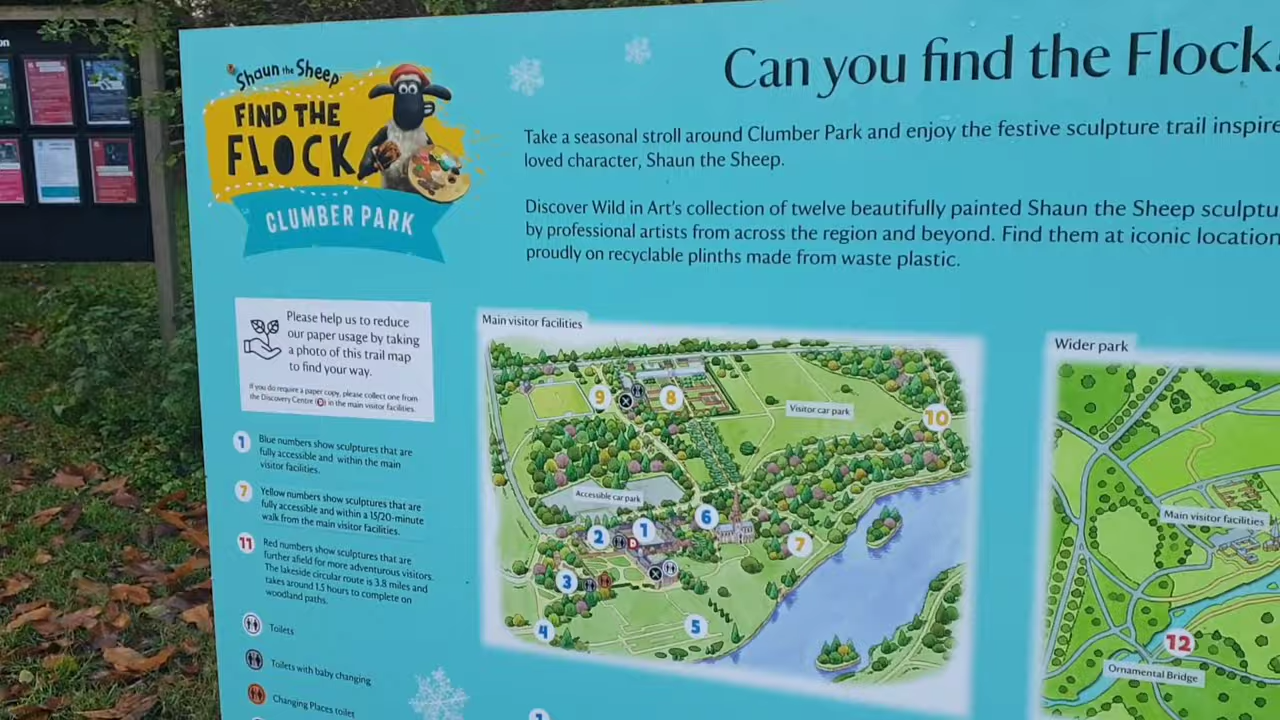 on
Shaun the Sheep
FIND THE
FLOCK
CLUMBER PARK
Can you find the Flock
Take a seasonal stroll around Clumber Park and enjoy the festive sculpture trail inspire
loved character, Shaun the Sheep.
Discover Wild in Art's collection of twelve beautifully painted Shaun the Sheep sculptu
by professional artists from across the region and beyond. Find them at iconic location
proudly on recyclable plinths made from waste plastic.
Please help us to reduce
our paper usage by taking
a photo of this trail map
to find your way.
If you do require a paper copy, please collect one from
the Discovery Centre (D) in the main visitor facilities.
1 Blue numbers show sculptures that are
fully accessible and within the main
visitor facilities.
7 Yellow numbers show sculptures that are
fully accessible and within a 15/20-minute
walk from the main visitor facilities.
11 Red numbers show sculptures that are
further afield for more adventurous visitors.
The lakeside circular route is 3.8 miles and
takes around 1.5 hours to complete on
woodland paths.
Toilets
Toilets with baby changing
Changing Places toilet
Main visitor facilities
9
8
Visitor car park
10
Accessible car park
1
2
D
6
7
3
4
5
Wider park
Main visitor facilities
12
Ornamental Bridge
1